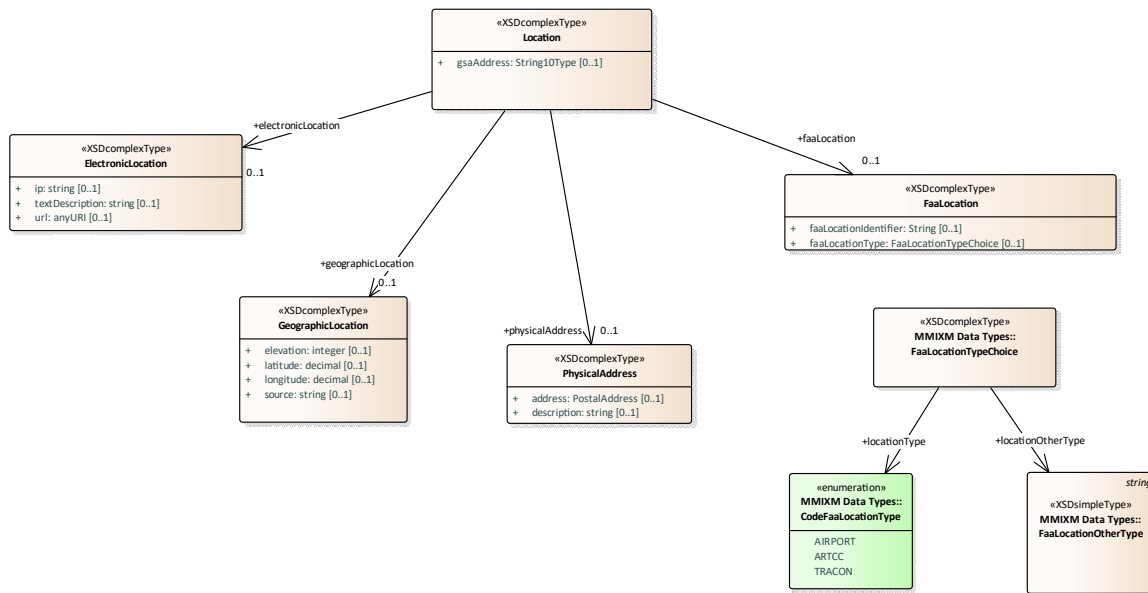 «XSDcomplexType»
Location
+ gsaAddress: String10Type [0..1]
+electronicLocation
0..1
+faaLocation
0..1
«XSDcomplexType»
ElectronicLocation
+ ip: string [0..1]
+ textDescription: string [0..1]
+ url: anyURI [0..1]
«XSDcomplexType»
FaaLocation
+ faaLocationIdentifier: String [0..1]
+ faaLocationType: FaaLocationTypeChoice [0..1]
+geographicLocation
0..1
«XSDcomplexType»
GeographicLocation
+ elevation: integer [0..1]
+ latitude: decimal [0..1]
+ longitude: decimal [0..1]
+ source: string [0..1]
+physicalAddress
0..1
«XSDcomplexType»
PhysicalAddress
+ address: PostalAddress [0..1]
+ description: string [0..1]
«XSDcomplexType»
MMIXM Data Types::
FaaLocationTypeChoice
+locationType
+locationOtherType
«enumeration»
MMIXM Data Types::
CodeFaaLocationType
AIRPORT
ARTCC
TRACON
string
«XSDsimpleType»
MMIXM Data Types::
FaaLocationOtherType